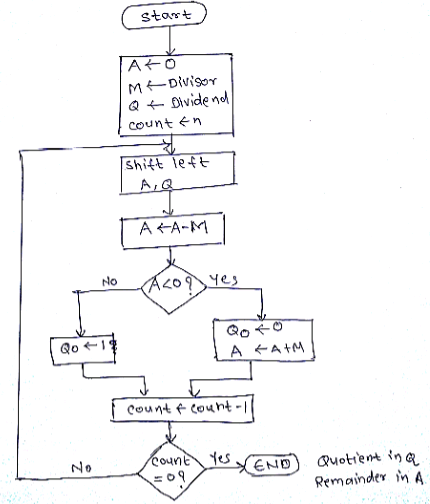 start
A ← 0
M ← Divisor
Q ← Dividend
count ← n
shift left
A, Q
A ← A-M
A<0?
No
Yes
Q0 ← 1
Q0 ← 0
A ← A+M
count ← count-1
count
=0?
No
Yes
END
Quotient in Q
Remainder in A